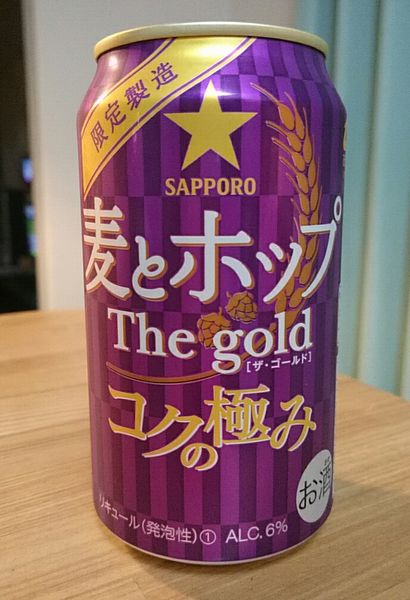 限定製造
SAPPORO
麦とホップ
The gold
[ザ・ゴールド]
コクの極み
お酒
リキュール(発泡性)① ALC.6%